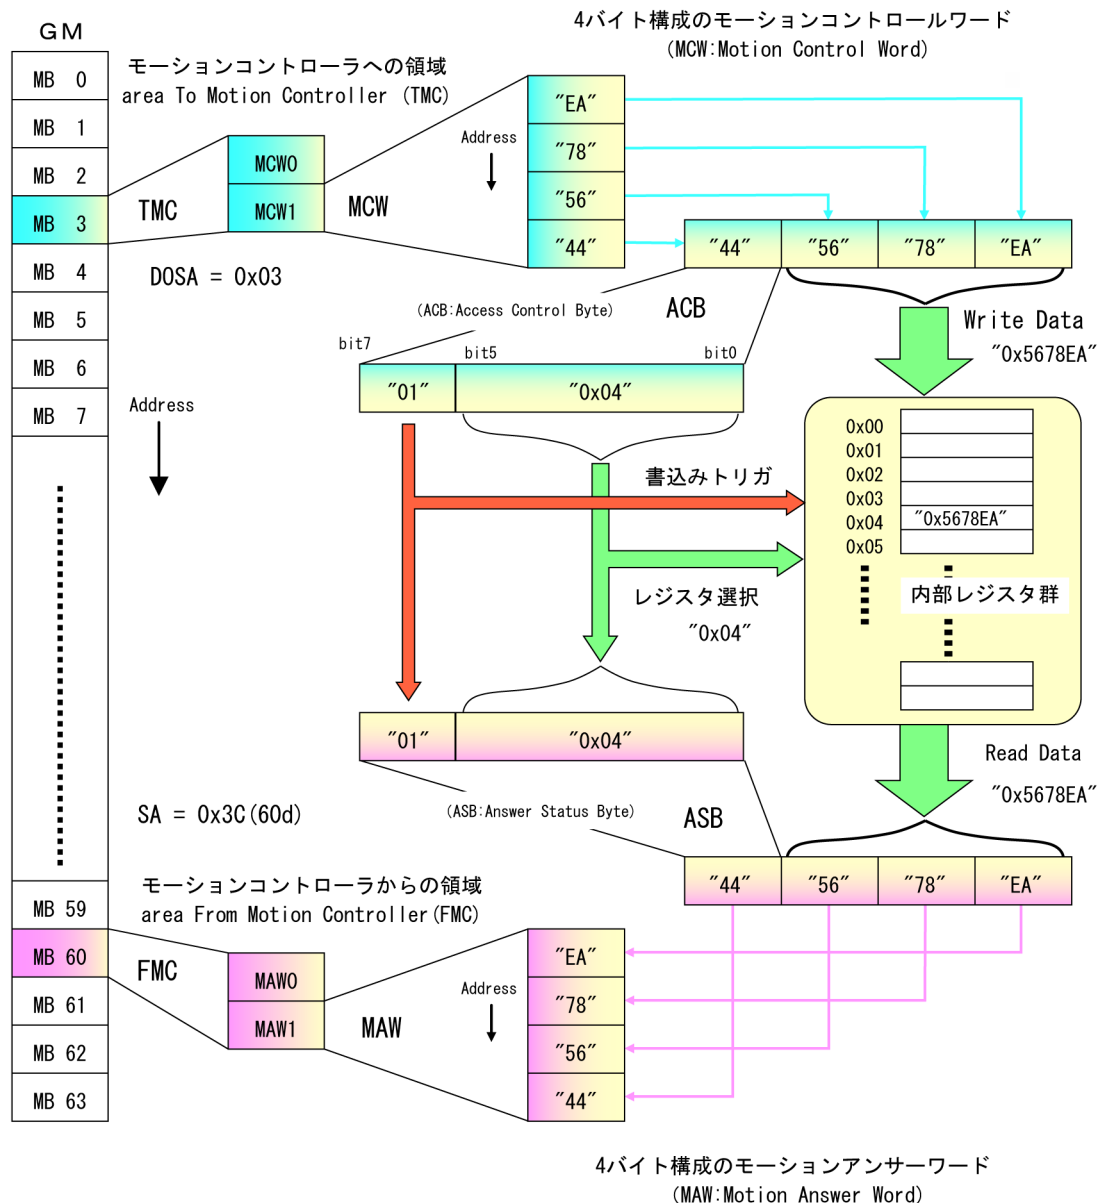 4バイト構成のモーションコントロールワード
(MCW:Motion Control Word)
GM
MB 0
MB 1
MB 2
MB 3
MB 4
MB 5
MB 6
MB 7
モーションコントローラへの領域
area To Motion Controller (TMC)
TMC
MCW0
MCW1
MCW
DOSA = 0x03
Address
"EA"
"78"
"56"
"44"
"44" "56" "78" "EA"
(ACB:Access Control Byte)
ACB
Write Data
"0x5678EA"
bit7 bit5 bit0
"01" "0x04"
Address
書込みトリガ
レジスタ選択
"0x04"
0x00
0x01
0x02
0x03
0x04 "0x5678EA"
0x05
内部レジスタ群
"01" "0x04"
Read Data
"0x5678EA"
(ASB:Answer Status Byte)
ASB
SA = 0x3C(60d)
"44" "56" "78" "EA"
モーションコントローラからの領域
area From Motion Controller(FMC)
MB 59
MB 60
MB 61
MB 62
MB 63
FMC
MAW0
MAW1
MAW
Address
"EA"
"78"
"56"
"44"
4バイト構成のモーションアンサーワード
(MAW:Motion Answer Word)